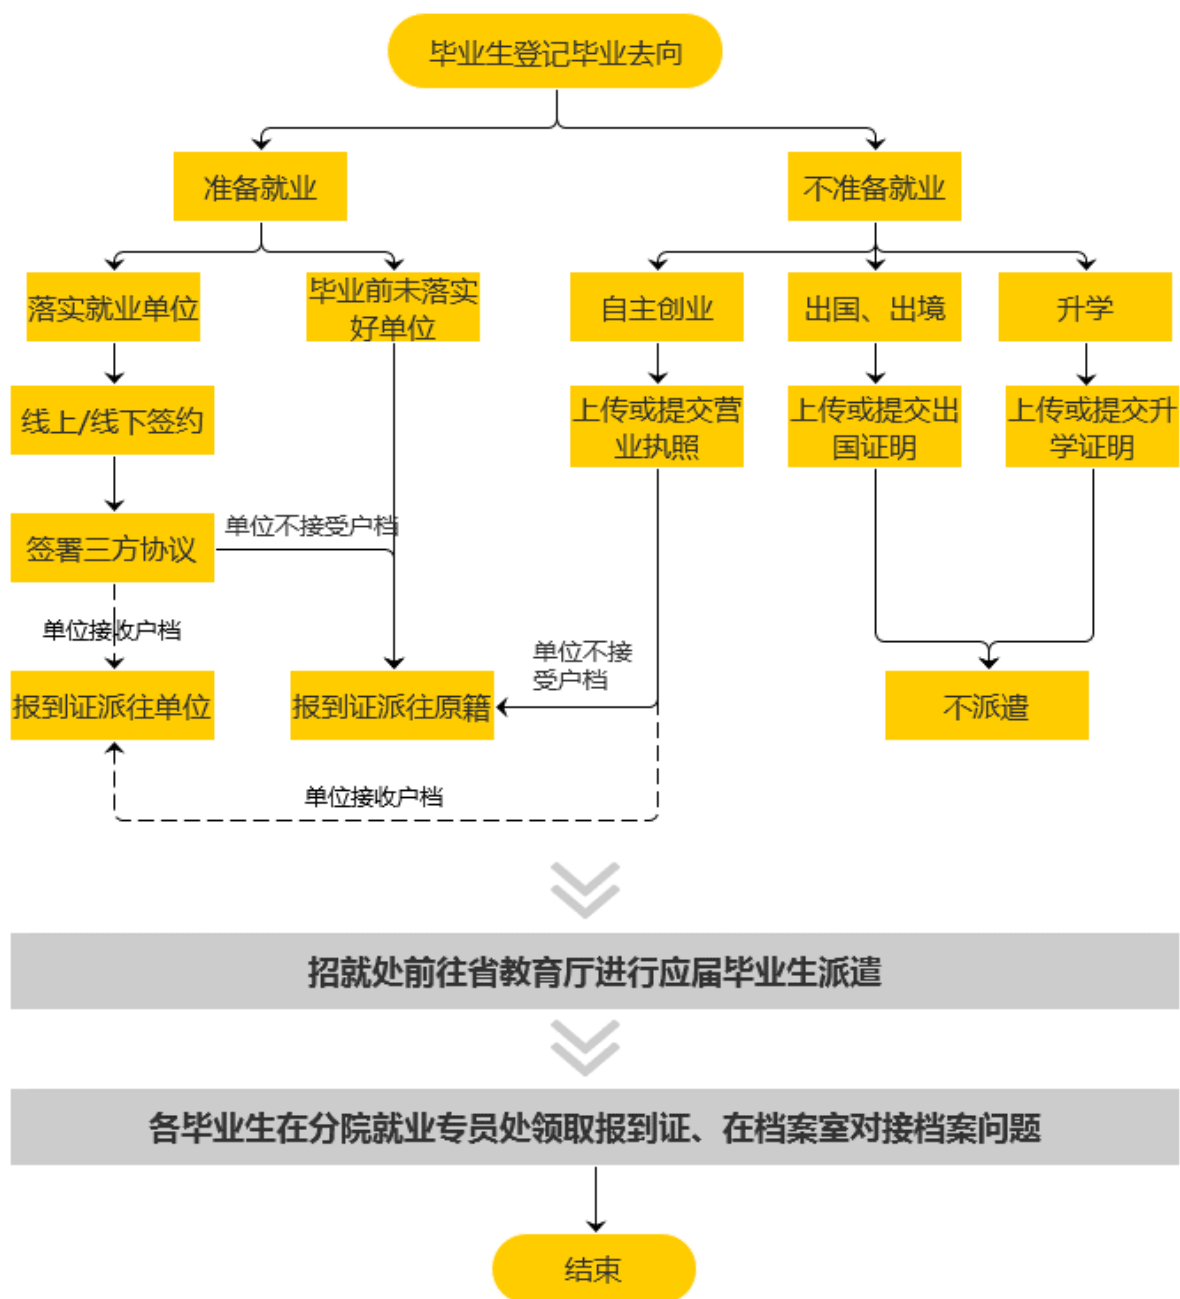 毕业生登记毕业去向
准备就业
不准备就业
落实就业单位
毕业前未落实
好单位
自主创业
出国、出境
升学
线上/线下签约
上传或提交营
业执照
上传或提交出
国证明
上传或提交升
学证明
签署三方协议
单位不接受户档
单位接收户档
单位不接
受户档
报到证派往单位
报到证派往原籍
不派遣
单位接收户档
招就处前往省教育厅进行应届毕业生派遣
各毕业生在分院就业专员处领取报到证、在档案室对接档案问题
结束